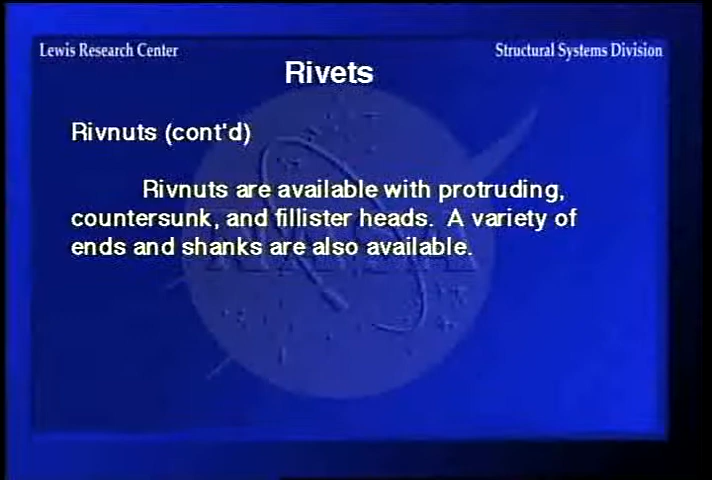 Lewis Research Center
Structural Systems Division
Rivets
Rivnuts (cont'd)
Rivnuts are available with protruding,
countersunk, and fillister heads. A variety of
ends and shanks are also available.
NASA